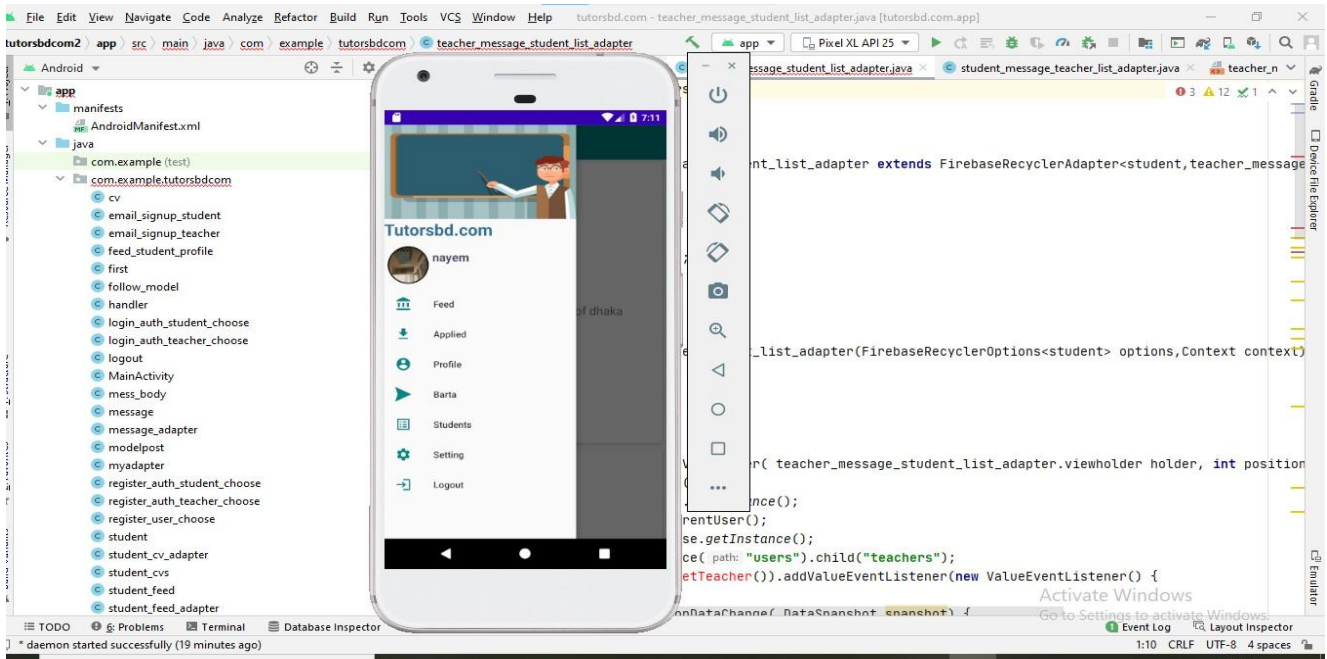 File Edit View Navigate Code Analyze Refactor Build Run Tools VCS Window Help tutorsbd.com - teacher_message_student_list_adapter.java [tutorsbd.com.app]
tutorsbdcom2 app src main java com example tutorsbdcom teacher_message_student_list_adapter app Pixel XL API 25
Android
essage_student_list_adapter.java student_message_teacher_list_adapter.java teacher_n
app
3 12 1
manifests
AndroidManifest.xml
java
com.example (test)
com.example.tutorsbdcom
cv
email_signup_student
email_signup_teacher
feed_student_profile
first
follow_model
handler
login_auth_student_choose
login_auth_teacher_choose
logout
MainActivity
mess_body
message
message_adapter
modelpost
myadapter
register_auth_student_choose
register_auth_teacher_choose
register_user_choose
student
student_cv_adapter
student_cvs
student_feed
student_feed_adapter
7:11
Tutorsbd.com
nayem
Feed
Applied
Profile
Barta
Students
Setting
Logout
of dhaka
ent_list_adapter extends FirebaseRecyclerAdapter<student,teacher_message
;
_list_adapter(FirebaseRecyclerOptions<student> options,Context context)
er( teacher_message_student_list_adapter.viewholder holder, int position
nce();
rentUser();
se.getInstance();
ce( path: "users").child("teachers");
etTeacher()).addValueEventListener(new ValueEventListener() {
onDataChange( DataSnapshot snapshot) {
Gradle
Device File Explorer
Emulator
Activate Windows
Go to Settings to activate Windows.
TODO 6: Problems Terminal Database Inspector 1 Event Log Layout Inspector
* daemon started successfully (19 minutes ago) 1:10 CRLF UTF-8 4 spaces